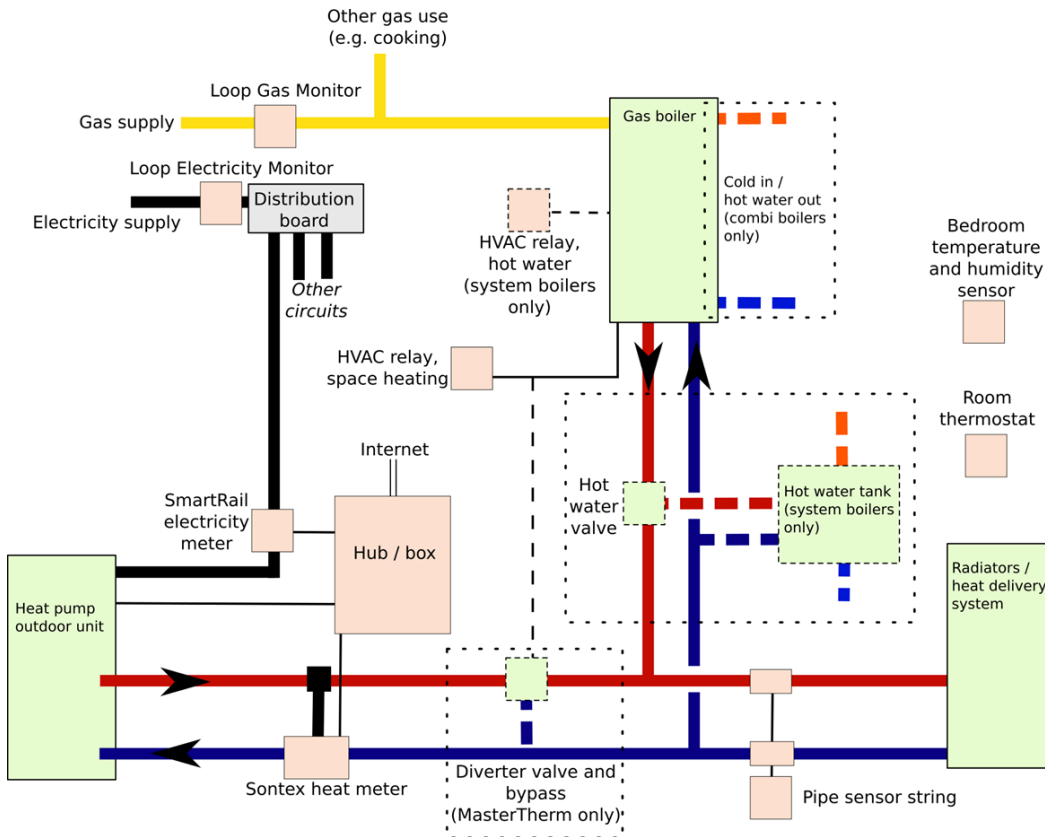 Other gas use
(e.g. cooking)
Loop Gas Monitor
Gas supply
Gas boiler
Loop Electricity Monitor
Distribution
board
Electricity supply
Other
circuits
Cold in /
hot water out
(combi boilers
only)
HVAC relay,
hot water
(system boilers
only)
Bedroom
temperature
and humidity
sensor
HVAC relay,
space heating
Room
thermostat
Internet
SmartRail
electricity
meter
Hub / box
Hot
water
valve
Hot water tank
(system boilers
only)
Heat pump
outdoor unit
Radiators /
heat delivery
system
Sontex heat meter
Diverter valve and
bypass
(MasterTherm only)
Pipe sensor string